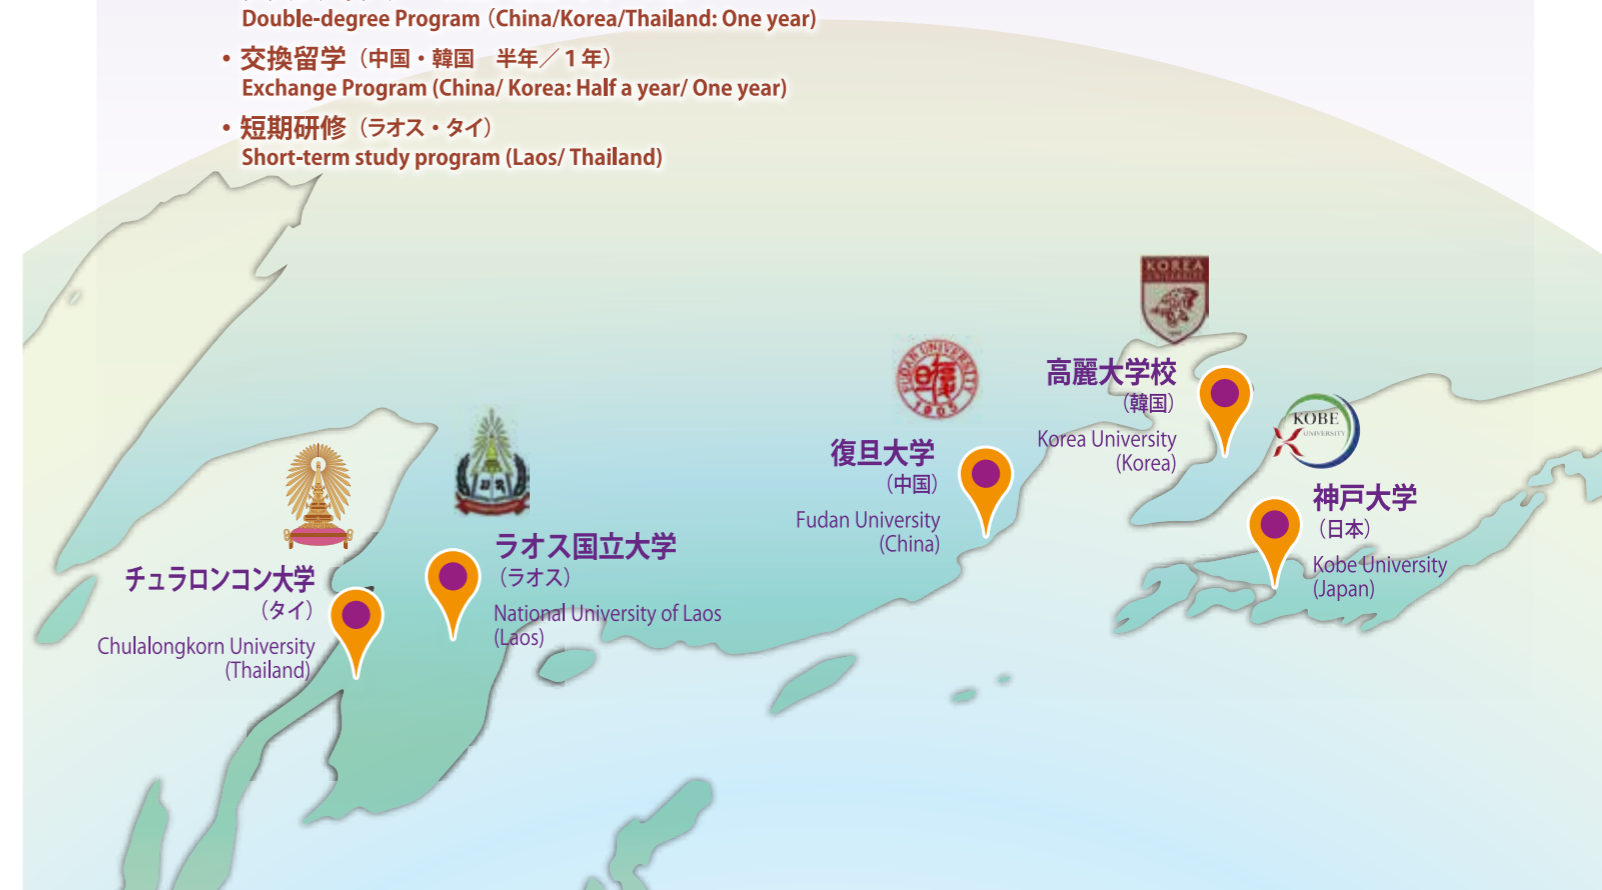 Double-degree Program (China/Korea/Thailand: One year)
・交換留学(中国・韓国　半年/1年)
Exchange Program (China/ Korea: Half a year/ One year)
・短期研修(ラオス・タイ)
Short-term study program (Laos/ Thailand)
KOREA
UNIVERSITY
高麗大学校
(韓国)
Korea University
(Korea)
FUDAN UNIVERSITY
1905
復旦大学
(中国)
Fudan University
(China)
KOBE
UNIVERSITY
神戸大学
(日本)
Kobe University
(Japan)
ラオス国立大学
(ラオス)
National University of Laos
(Laos)
チュラロンコン大学
(タイ)
Chulalongkorn University
(Thailand)